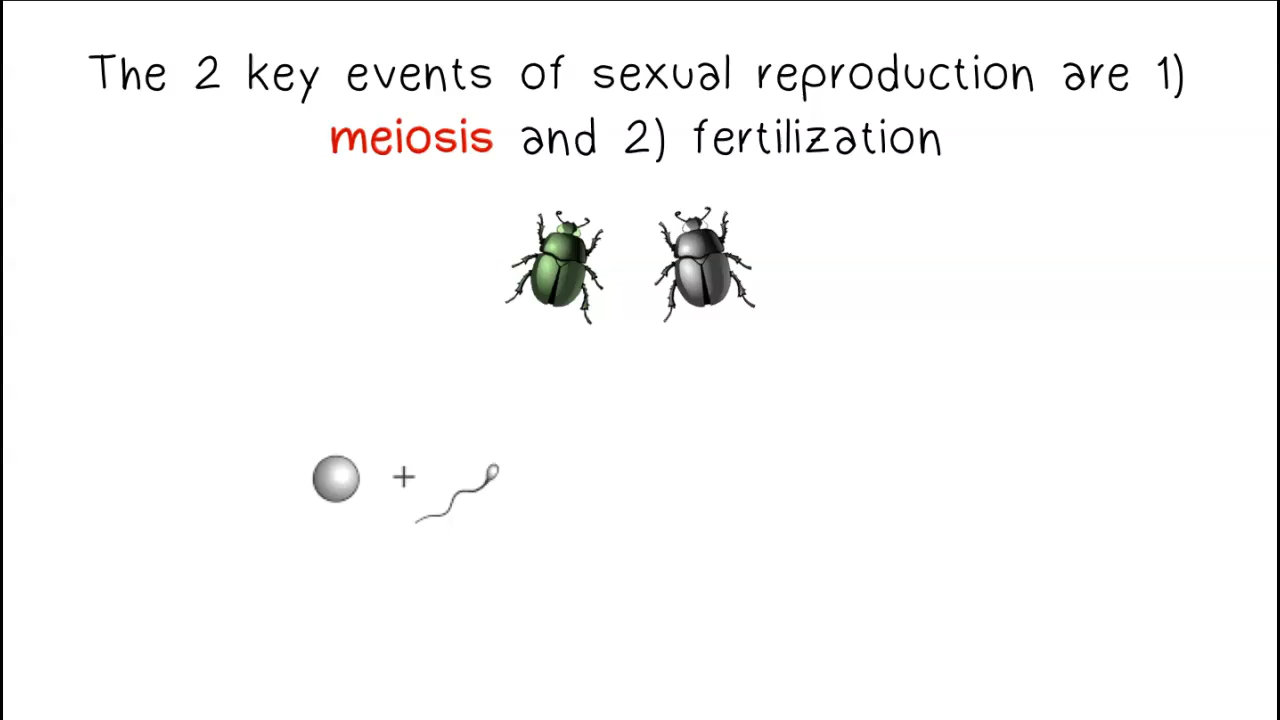 The 2 key events of sexual reproduction are 1)
meiosis and 2) fertilization
+